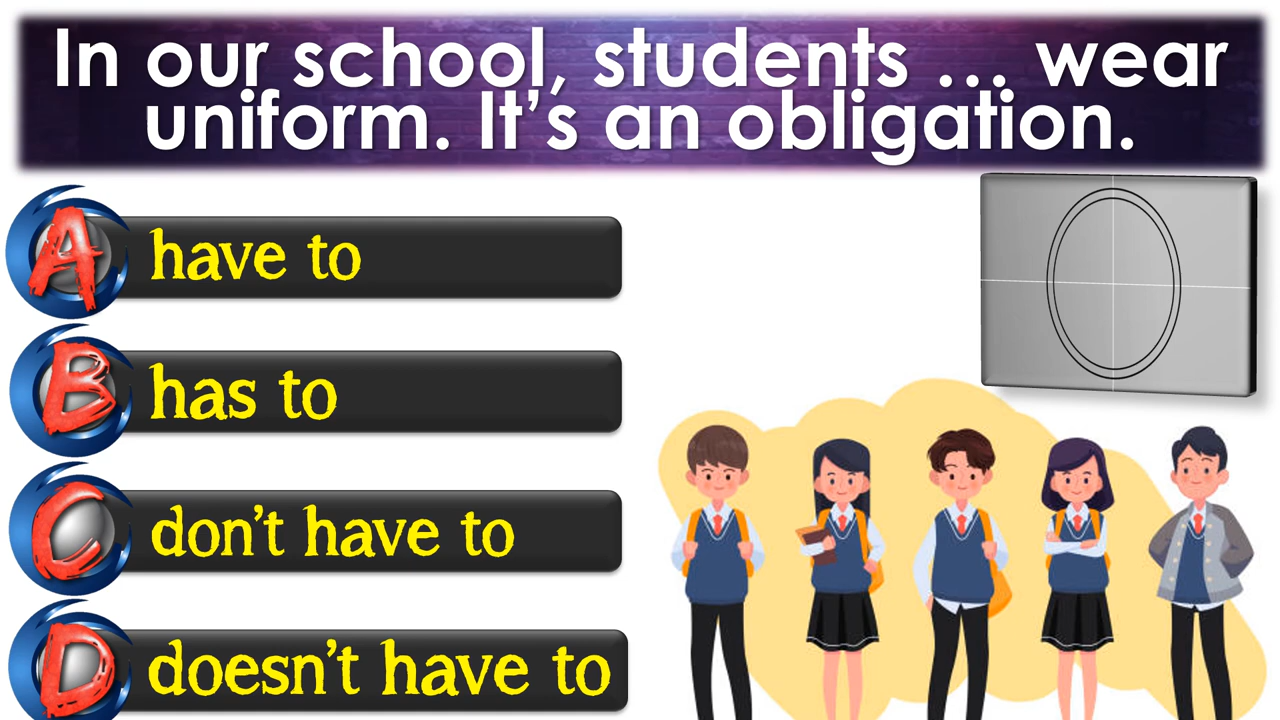 In our school, students ... wear
uniform. It's an obligation.
A have to
B has to
C don't have to
D doesn't have to